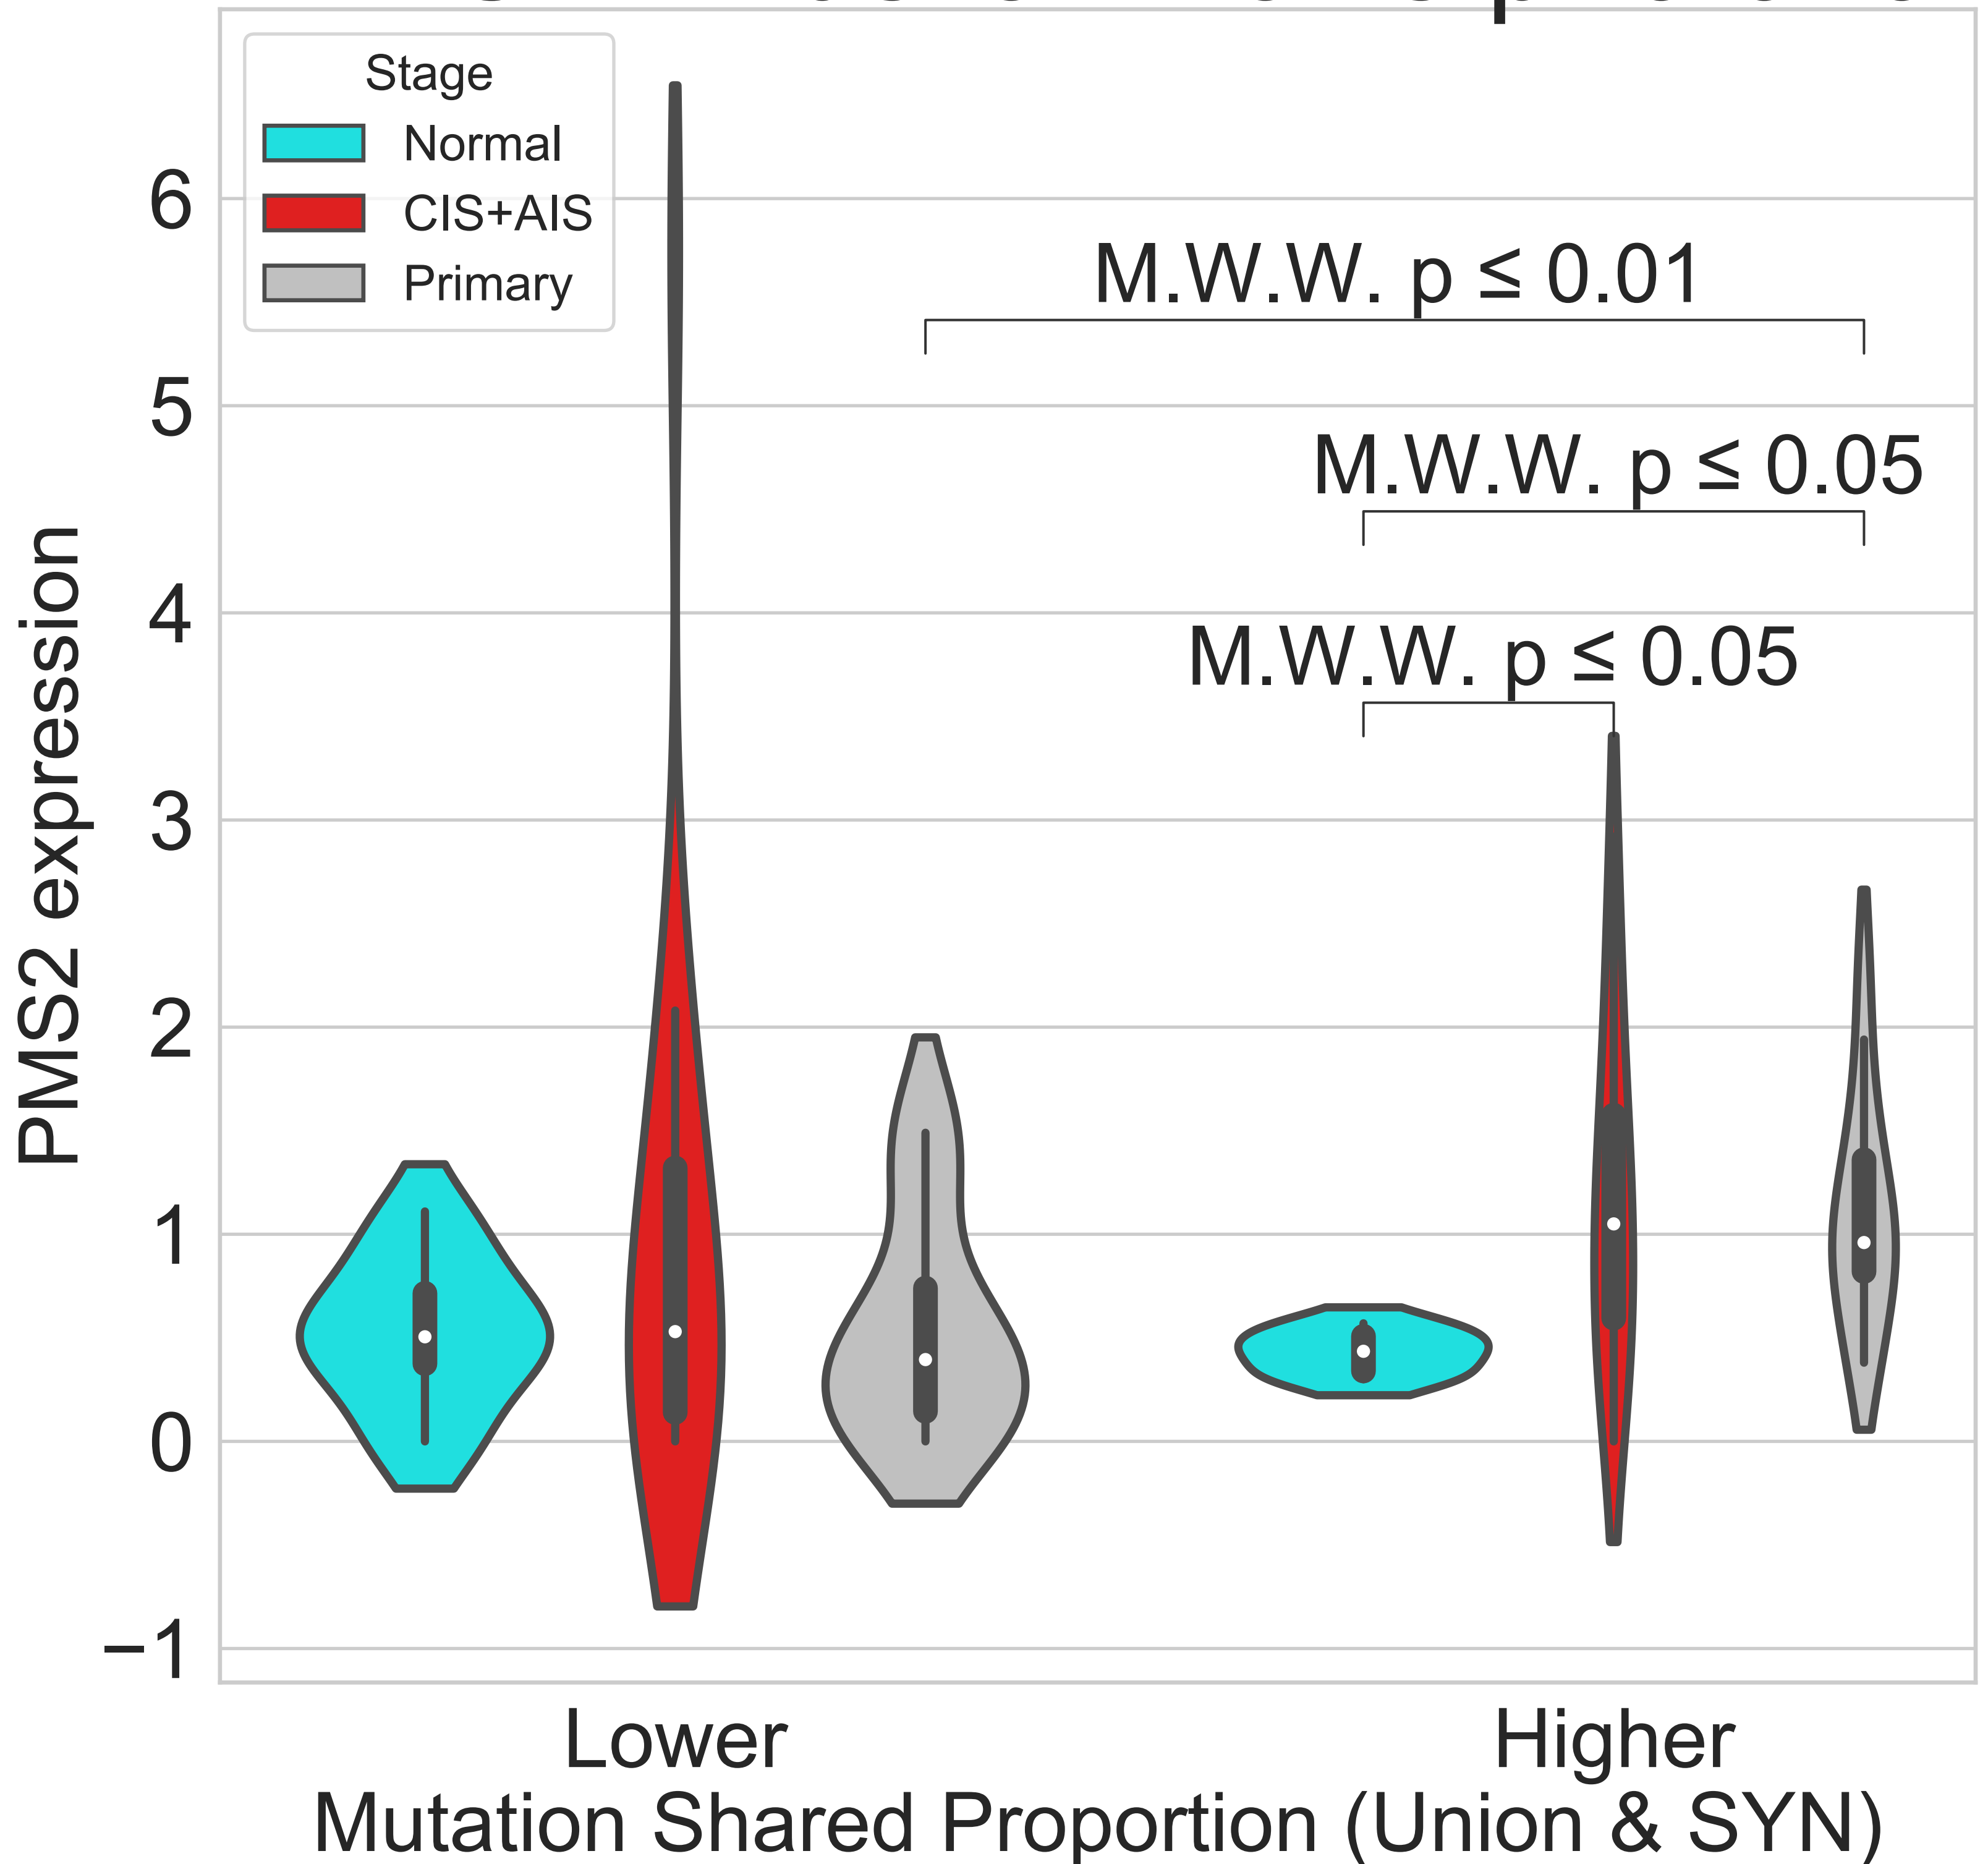 Stage
Normal
CIS+AIS
Primary
M.W.W. p ≤ 0.01
M.W.W. p ≤ 0.05
M.W.W. p ≤ 0.05
PMS2 expression
6
5
4
3
2
1
0
−1
Lower
Higher
Mutation Shared Proportion (Union & SYN)